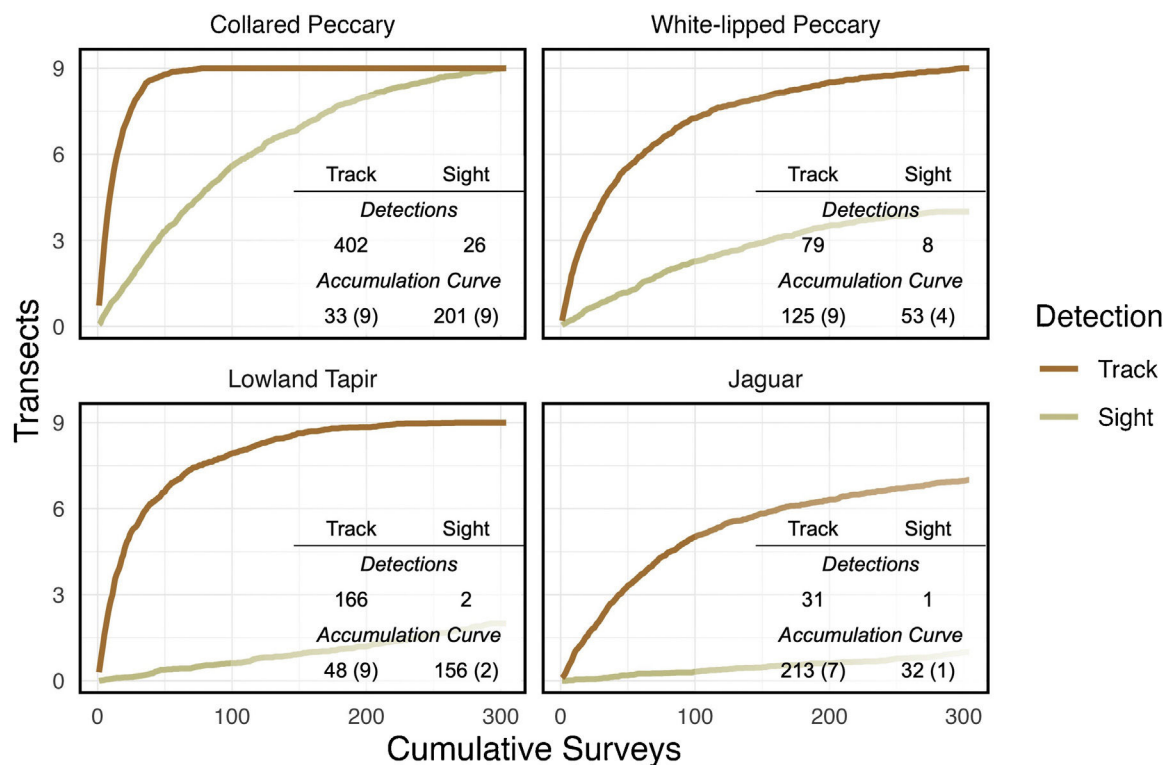 Collared Peccary
White-lipped Peccary
9
6
3
0
Track Sight
Detections
402 26
Accumulation Curve
33 (9) 201 (9)
Track Sight
Detections
79 8
Accumulation Curve
125 (9) 53 (4)
Lowland Tapir
Jaguar
9
6
3
0
Track Sight
Detections
166 2
Accumulation Curve
48 (9) 156 (2)
Track Sight
Detections
31 1
Accumulation Curve
213 (7) 32 (1)
0 100 200 300
0 100 200 300
Transects
Cumulative Surveys
Detection
Track
Sight